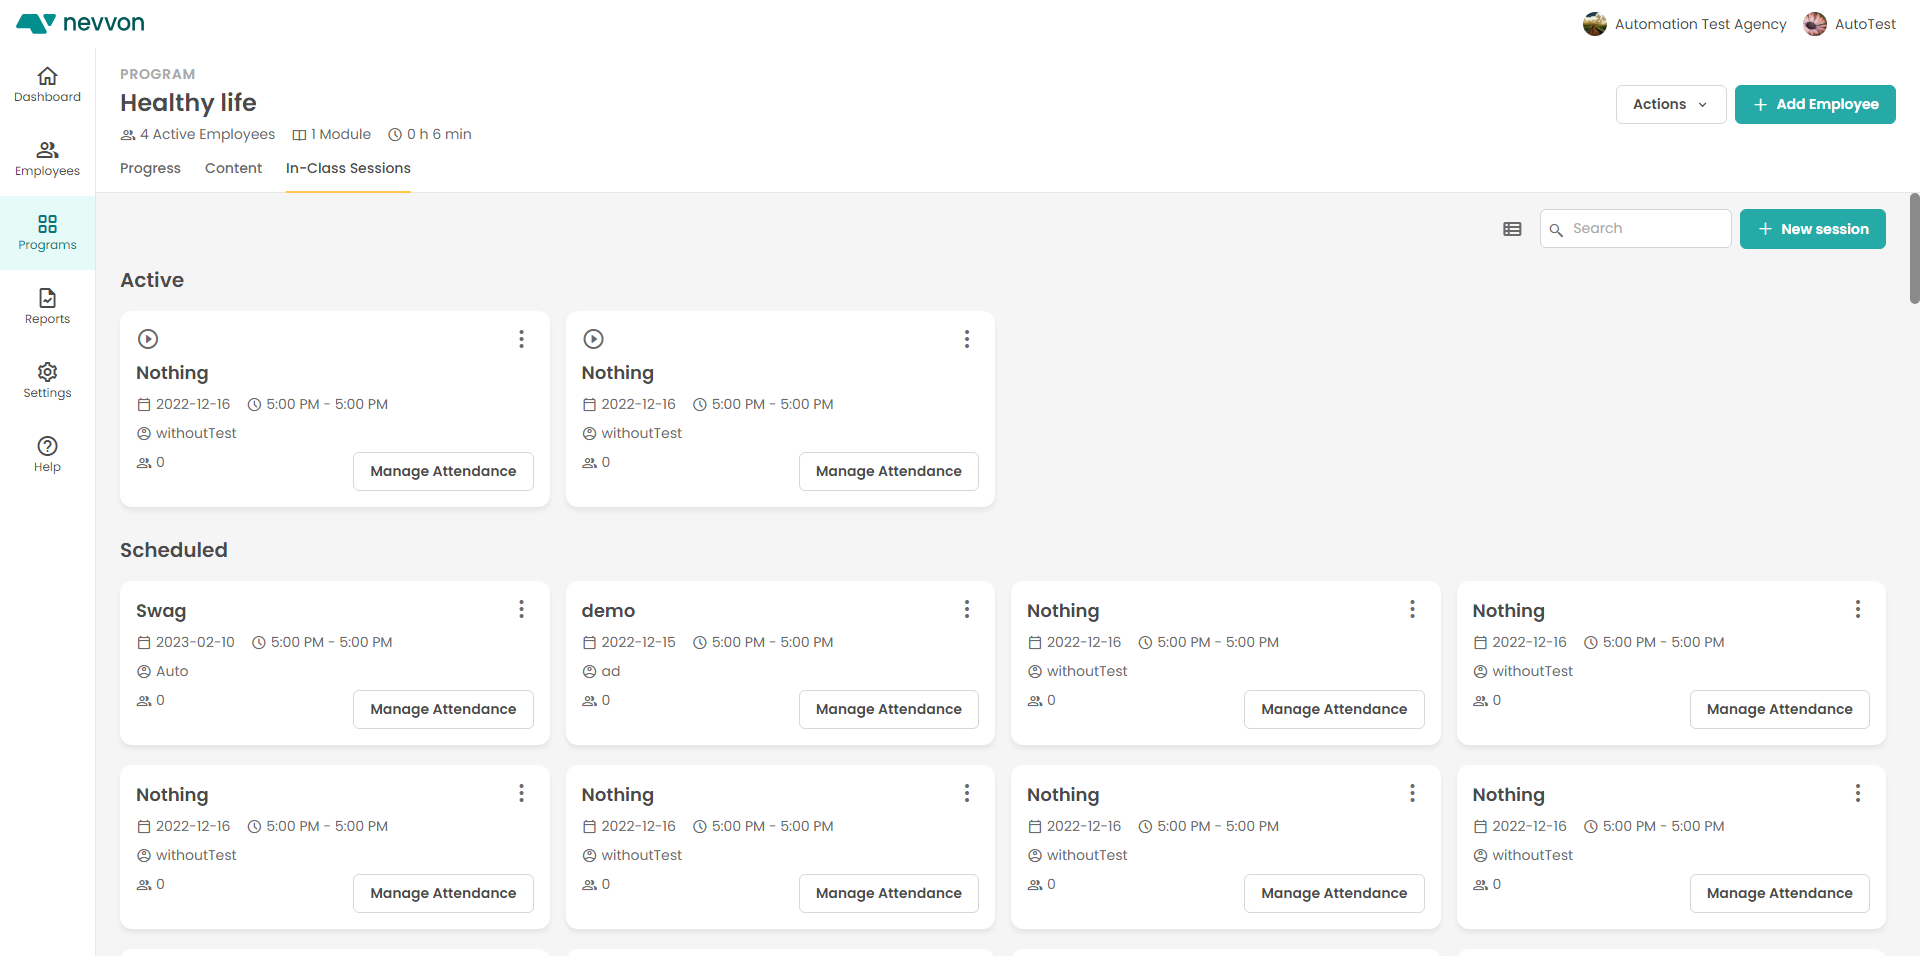 nevvon
Automation Test Agency
AutoTest
Dashboard
Employees
Programs
Reports
Settings
Help
PROGRAM
Healthy life
4 Active Employees 1 Module 0 h 6 min
Actions
+ Add Employee
Progress Content In-Class Sessions
Search
+ New session
Active
Nothing
2022-12-16 5:00 PM - 5:00 PM
withoutTest
0
Manage Attendance
Nothing
2022-12-16 5:00 PM - 5:00 PM
withoutTest
0
Manage Attendance
Scheduled
Swag
2023-02-10 5:00 PM - 5:00 PM
Auto
0
Manage Attendance
demo
2022-12-15 5:00 PM - 5:00 PM
ad
0
Manage Attendance
Nothing
2022-12-16 5:00 PM - 5:00 PM
withoutTest
0
Manage Attendance
Nothing
2022-12-16 5:00 PM - 5:00 PM
withoutTest
0
Manage Attendance
Nothing
2022-12-16 5:00 PM - 5:00 PM
withoutTest
0
Manage Attendance
Nothing
2022-12-16 5:00 PM - 5:00 PM
withoutTest
0
Manage Attendance
Nothing
2022-12-16 5:00 PM - 5:00 PM
withoutTest
0
Manage Attendance
Nothing
2022-12-16 5:00 PM - 5:00 PM
withoutTest
0
Manage Attendance